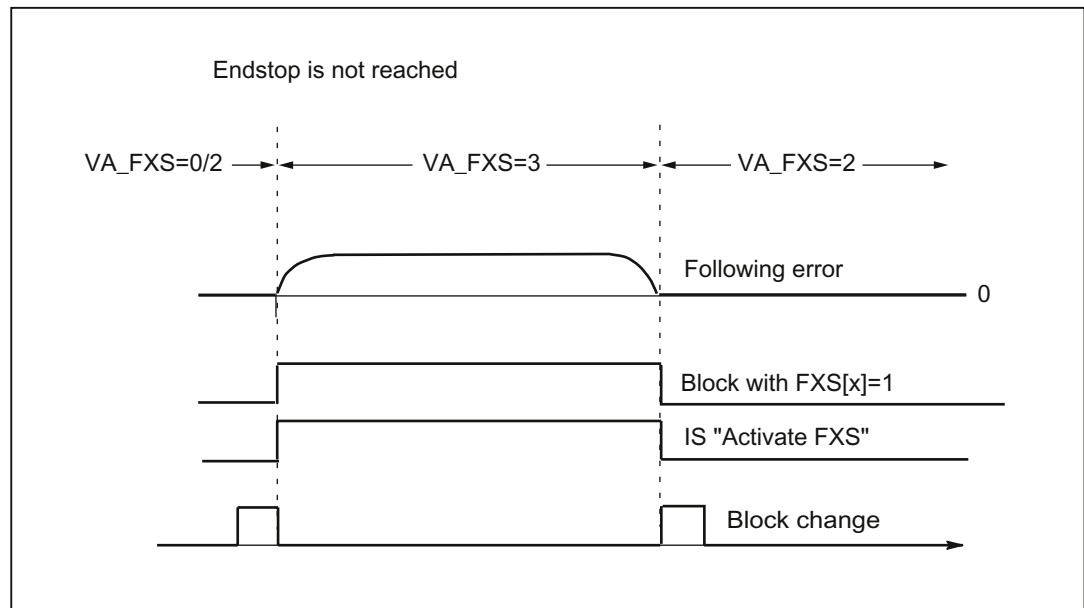 Endstop is not reached
VA_FXS=0/2 VA_FXS=3 VA_FXS=2
Following error
0
Block with FXS[x]=1
IS "Activate FXS"
Block change